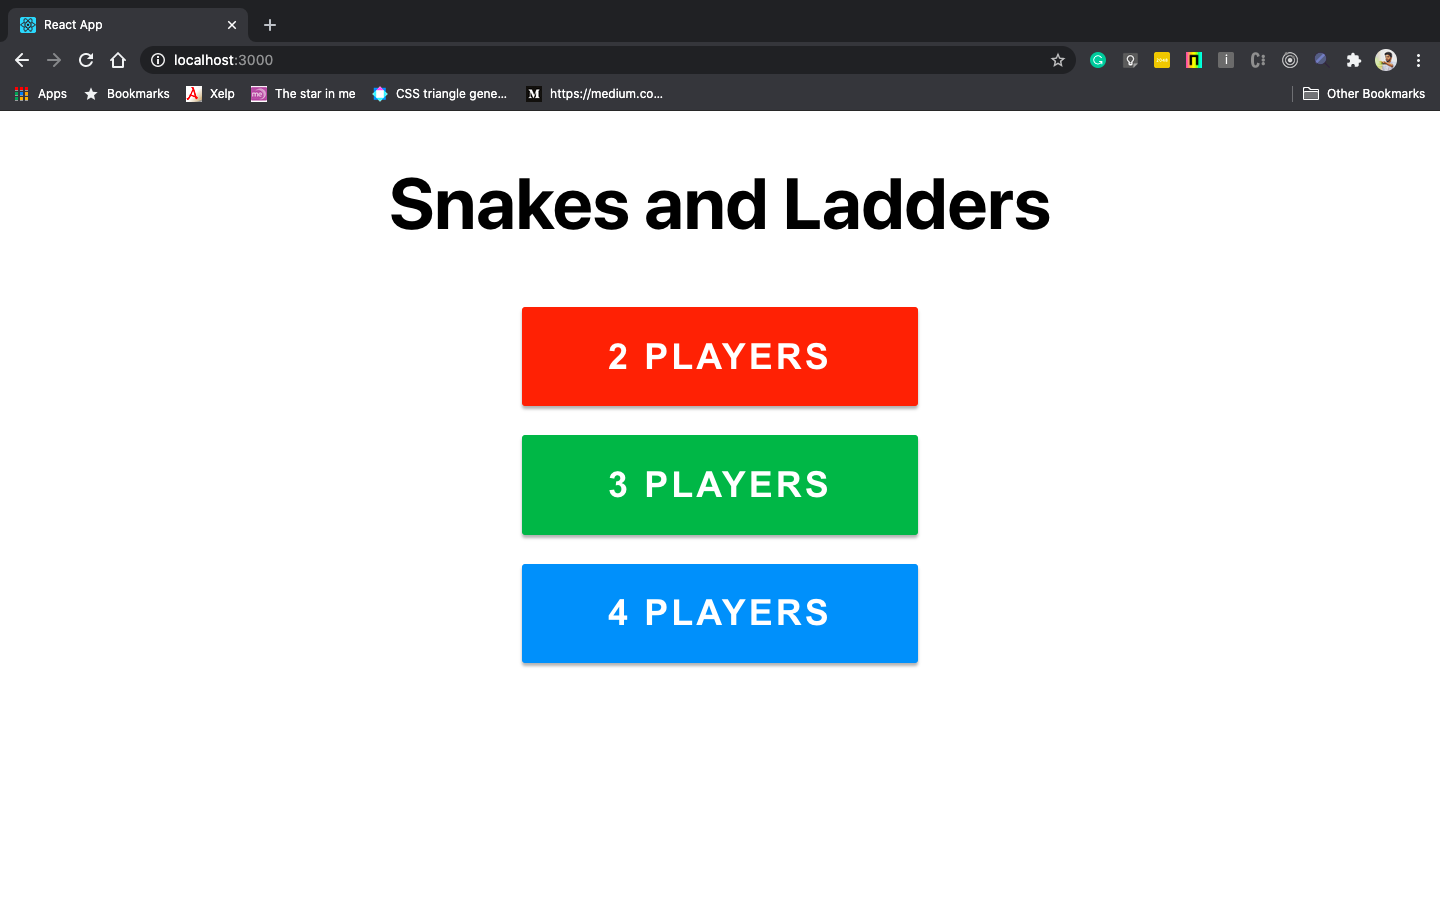 React App
localhost:3000
Apps
Bookmarks
Xelp
me)
The star in me
CSS triangle gene...
M
https://medium.co...
Other Bookmarks
Snakes and Ladders
2 PLAYERS
3 PLAYERS
4 PLAYERS